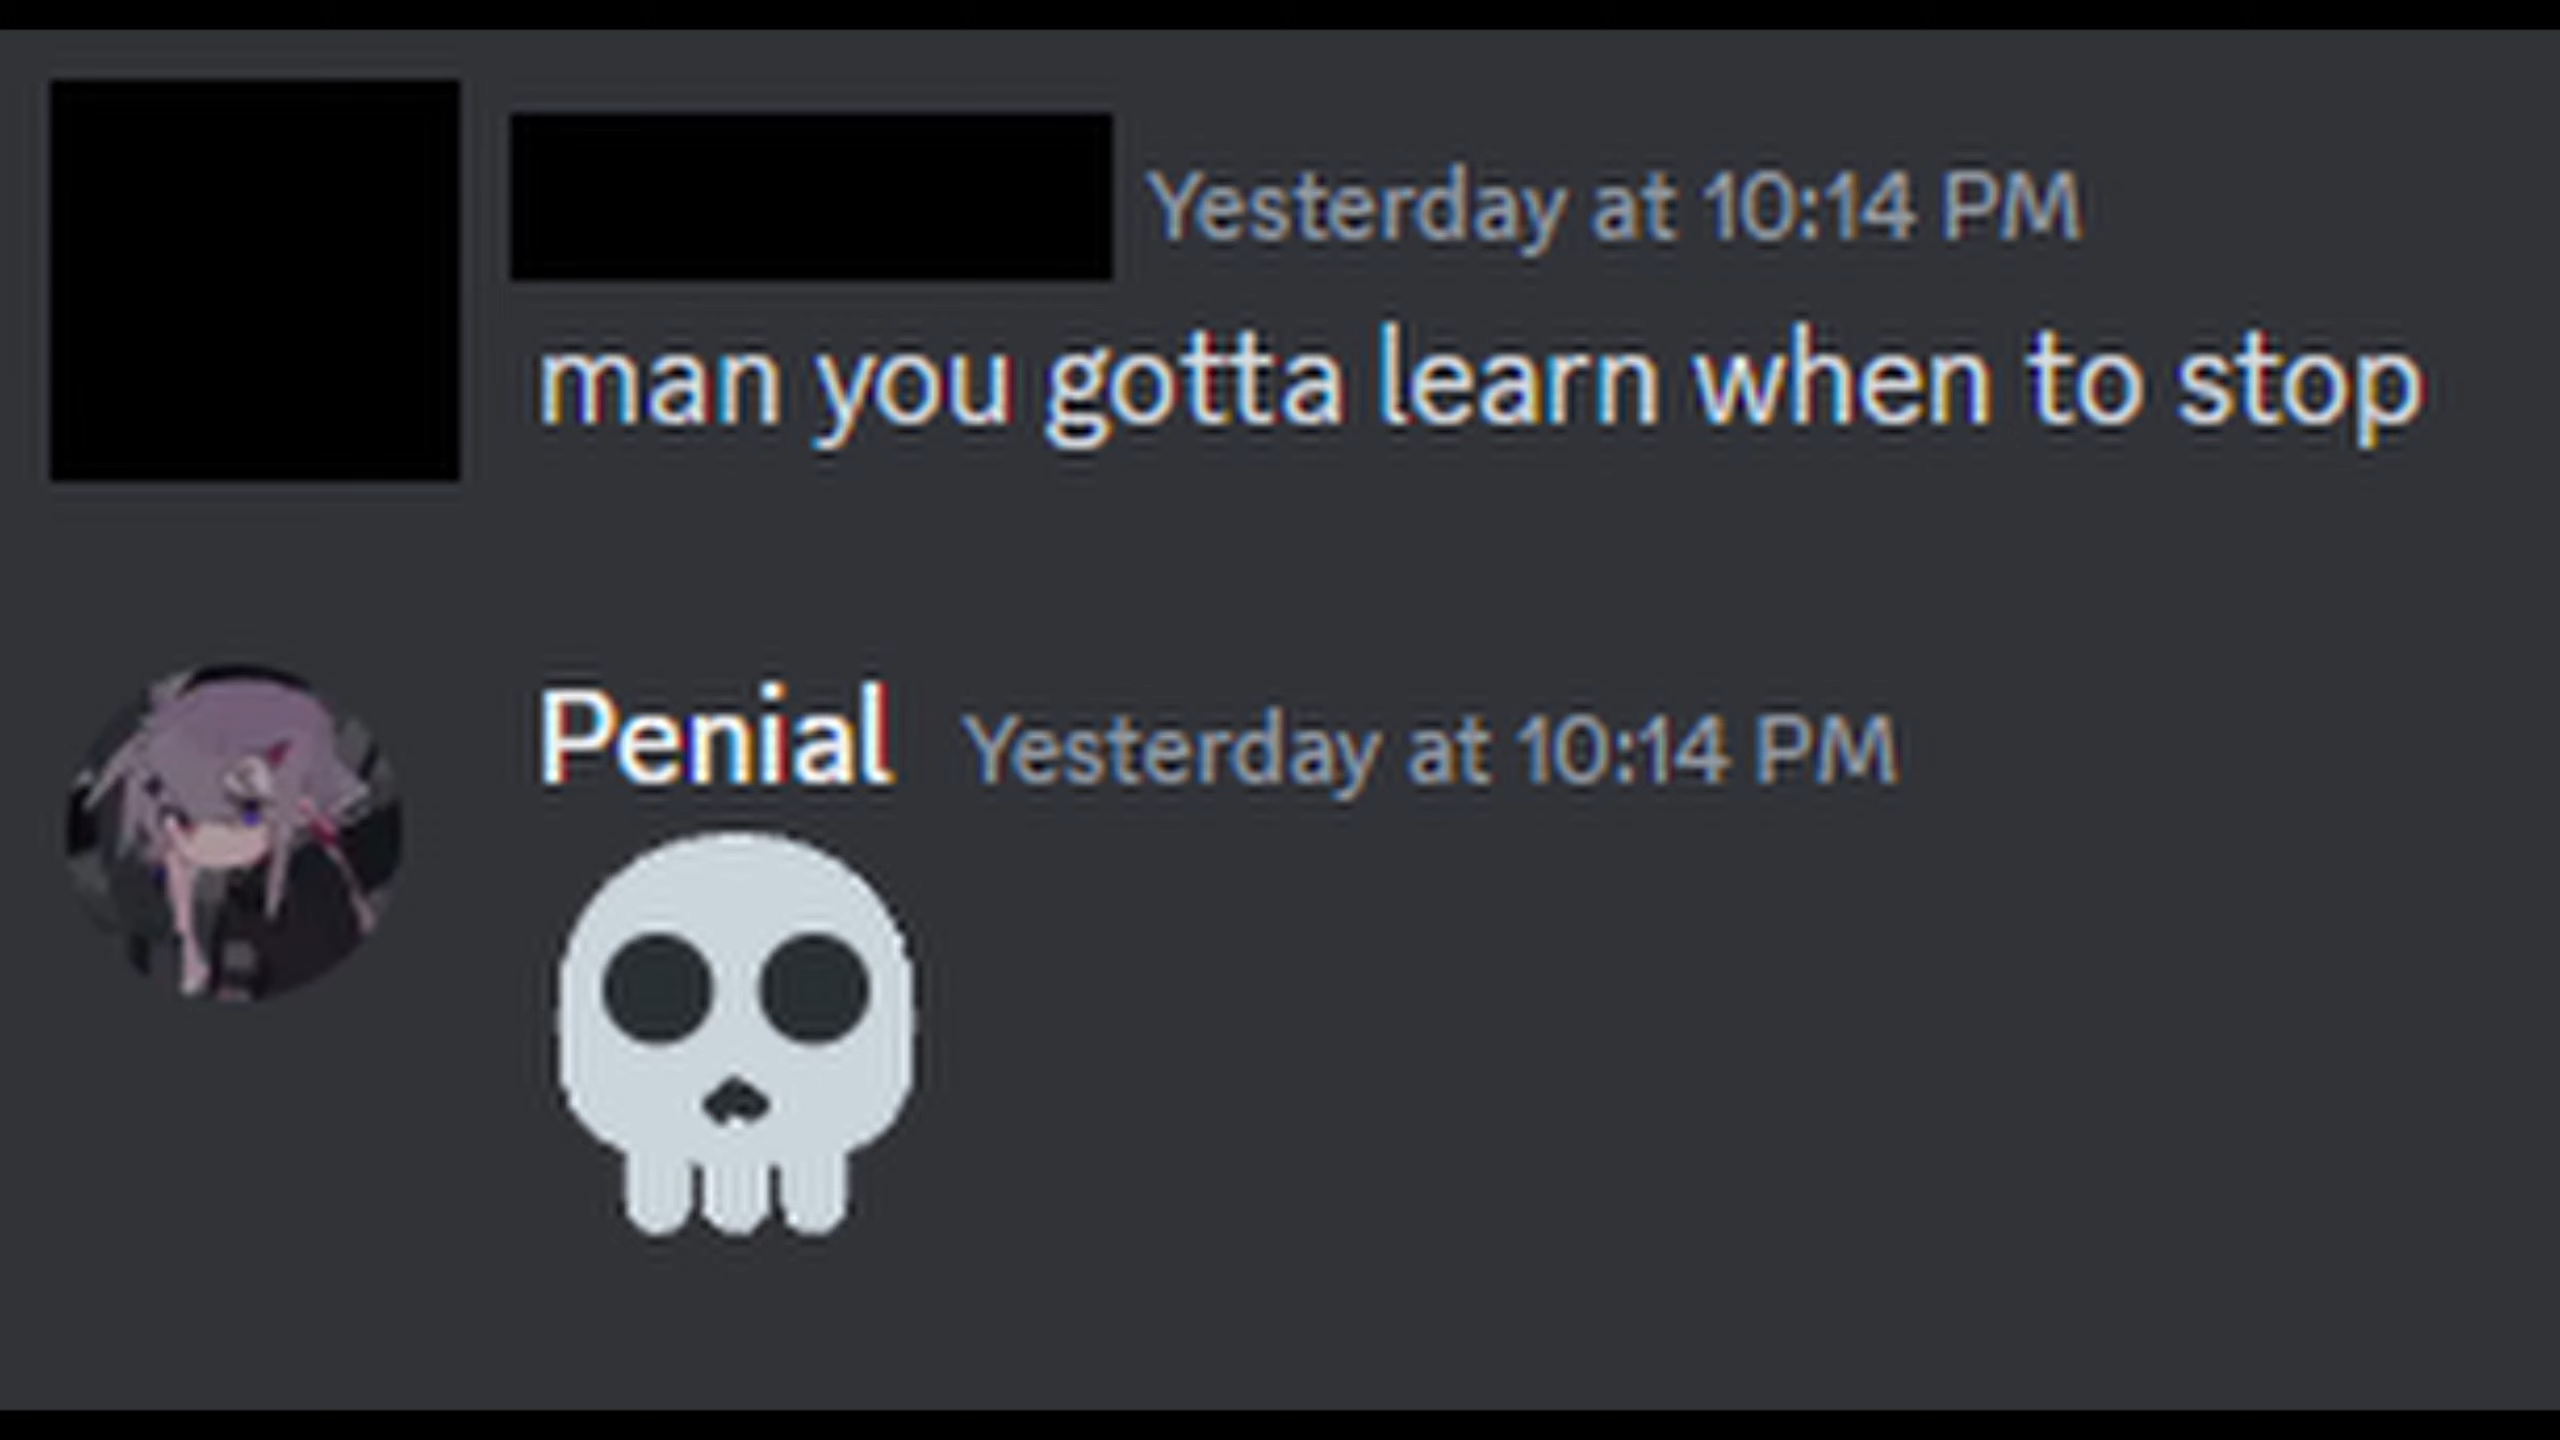 Yesterday at 10:14 PM
man you gotta learn when to stop
Penial Yesterday at 10:14 PM
💀